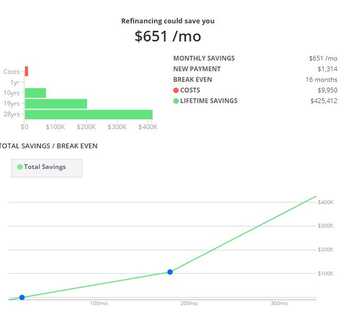 Refinancing could save you
$651 /mo
MONTHLY SAVINGS $651 /mo
NEW PAYMENT $1,314
BREAK EVEN 16 months
COSTS $9,950
LIFETIME SAVINGS $425,412
Costs
1yr
10yrs
19yrs
28yrs
$0 $100K $200K $300K $400K
TOTAL SAVINGS / BREAK EVEN
Total Savings
$400K
$300K
$200K
$100K
100mo 200mo 300mo